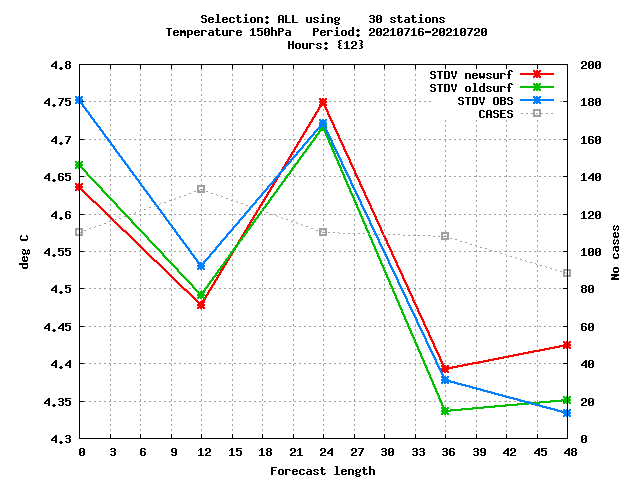 Selection: ALL using    30 stations
Temperature 150hPa   Period: 20210716-20210720
Hours: {12}
STDV newsurf
STDV oldsurf
STDV OBS
CASES
4.8
4.75
4.7
4.65
4.6
4.55
4.5
4.45
4.4
4.35
4.3
deg C
200
180
160
140
120
100
80
60
40
20
0
No cases
0 3 6 9 12 15 18 21 24 27 30 33 36 39 42 45 48
Forecast length